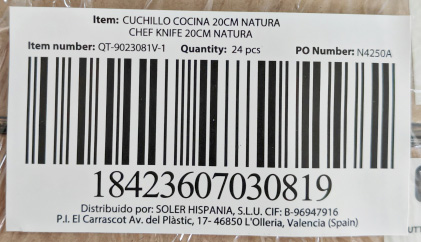 Item: CUCHILLO COCINA 20CM NATURA
CHEF KNIFE 20CM NATURA
Item number: QT-9023081V-1 Quantity: 24 pcs PO Number: N4250A
18423607030819
Distribuido por: SOLER HISPANIA, S.L.U. CIF: B-96947916
P.I. El Carrascot Av. del Plàstic, 17- 46850 L'Olleria, Valencia (Spain)